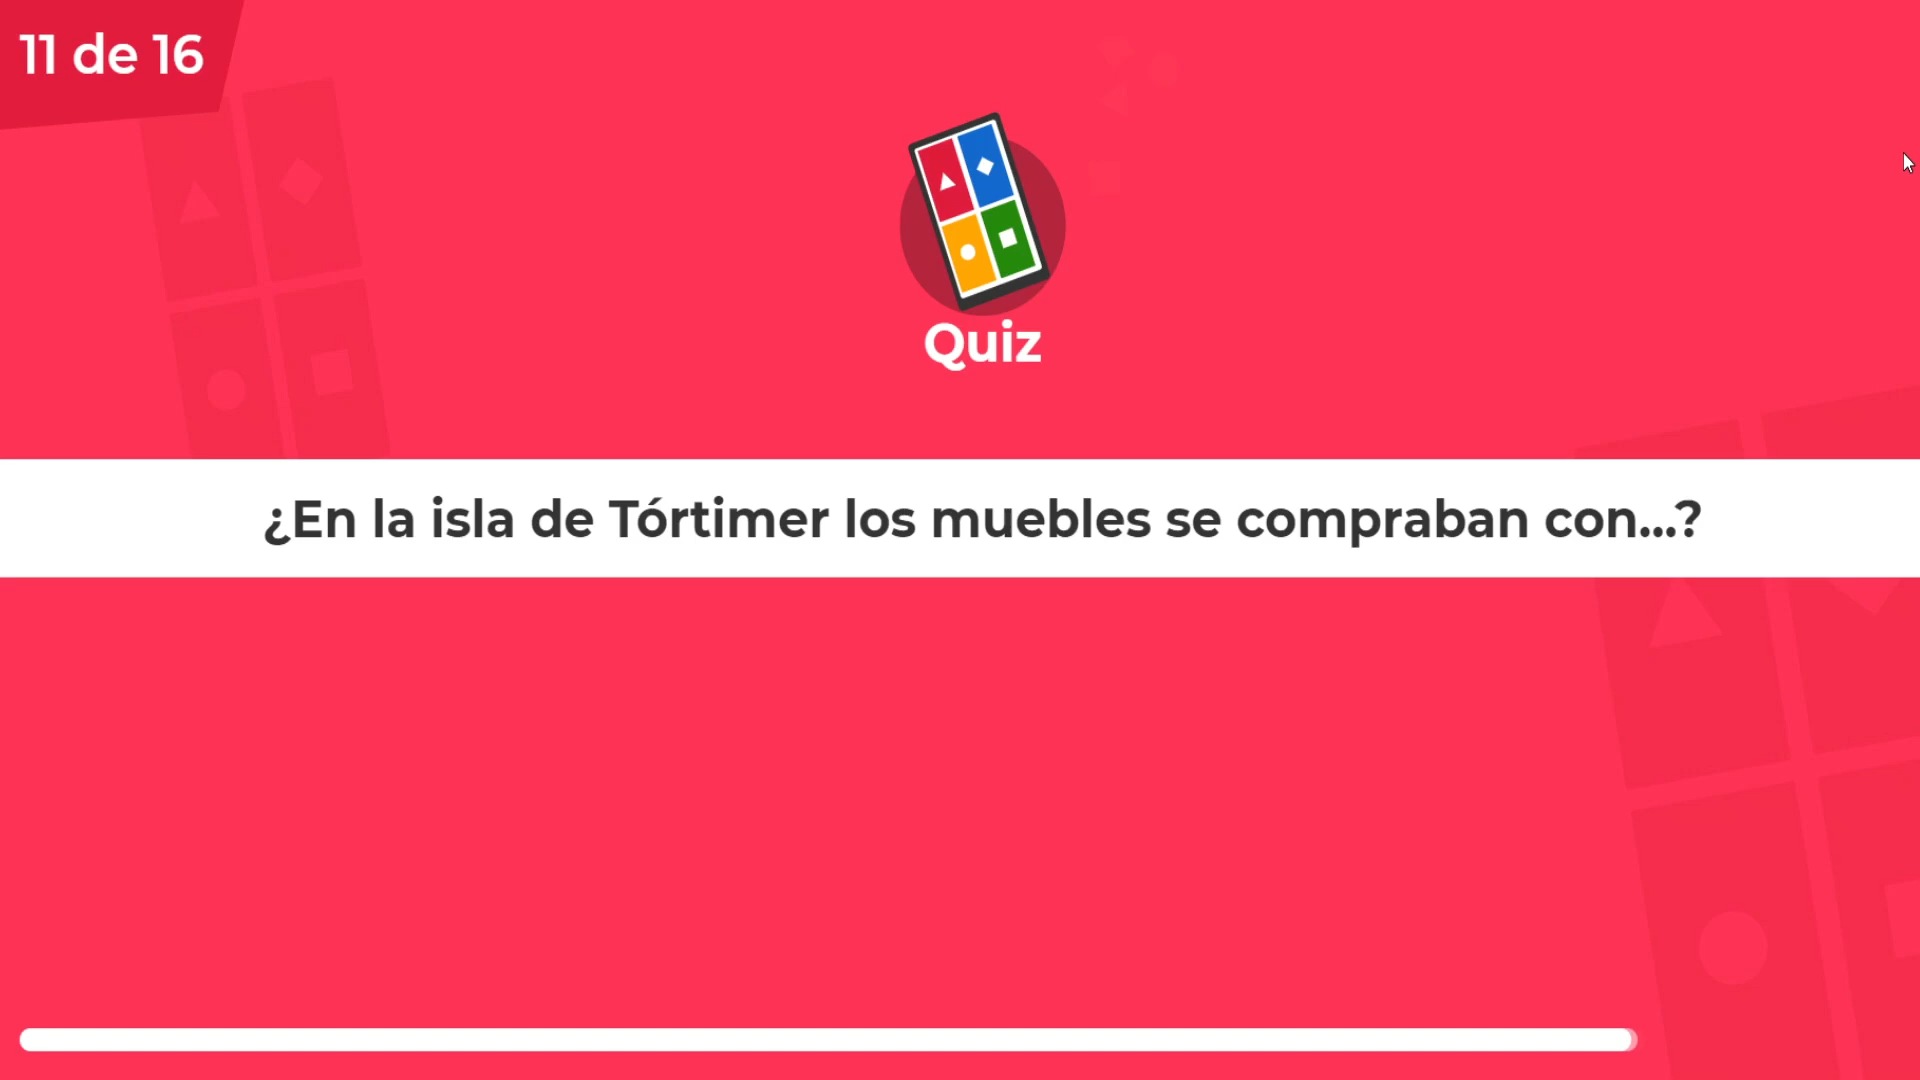 11 de 16
Quiz
¿En la isla de Tórtimer los muebles se compraban con...?